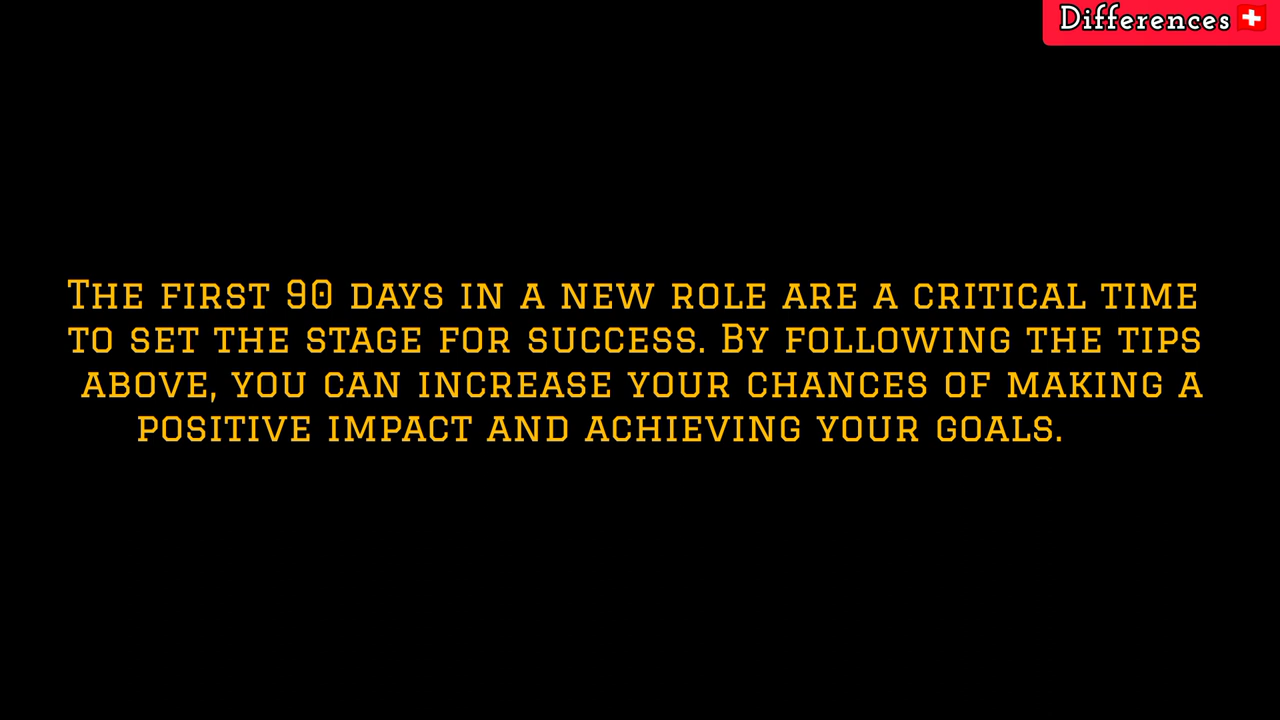 Differences🇨🇭
The first 90 days in a new role are a critical time
to set the stage for success. By following the tips
above, you can increase your chances of making a
positive impact and achieving your goals.